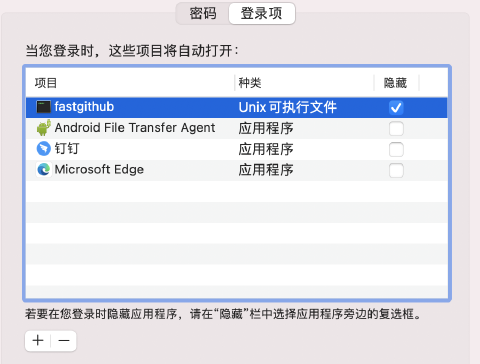 密码 登录项
当您登录时，这些项目将自动打开：
项目 种类 隐藏
fastgithub Unix 可执行文件
Android File Transfer Agent 应用程序
钉钉 应用程序
Microsoft Edge 应用程序
若要在您登录时隐藏应用程序，请在“隐藏”栏中选择应用程序旁边的复选框。